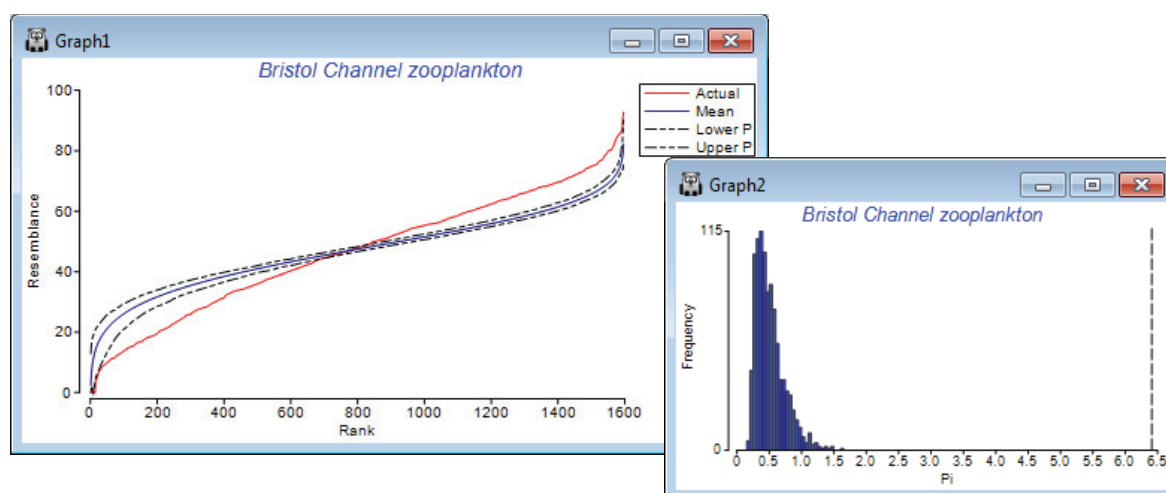 Graph1
Bristol Channel zooplankton
100
80
60
40
20
0
Resemblance
0 200 400 600 800 1000 1200 1400 1600
Rank
Actual
Mean
Lower P
Upper P
Graph2
Bristol Channel zooplankton
115
0
Frequency
0 0.5 1.0 1.5 2.0 2.5 3.0 3.5 4.0 4.5 5.0 5.5 6.0 6.5
Pi